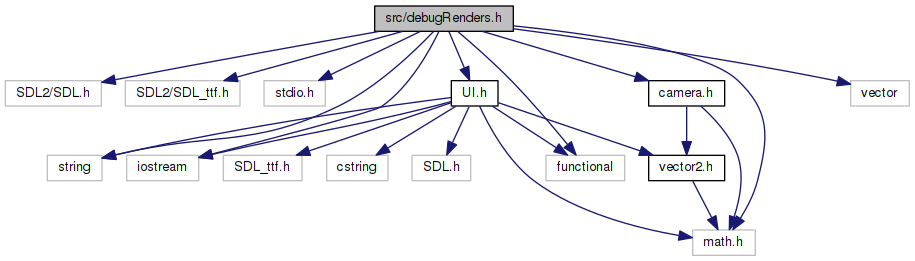 src/debugRenders.h
SDL2/SDL.h
SDL2/SDL_ttf.h
stdio.h
UI.h
camera.h
vector
string
iostream
SDL_ttf.h
cstring
SDL.h
functional
vector2.h
math.h